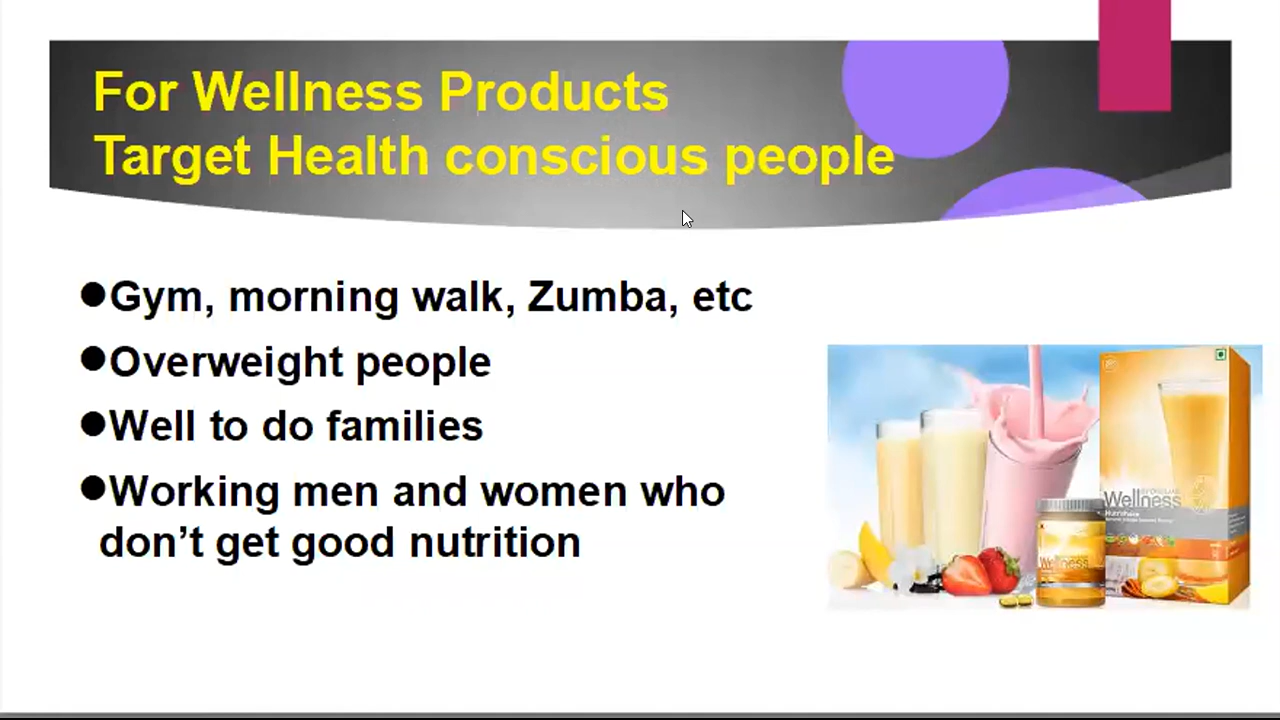 For Wellness Products
Target Health conscious people
●Gym, morning walk, Zumba, etc
●Overweight people
●Well to do families
●Working men and women who
don’t get good nutrition
Wellness
Wellness